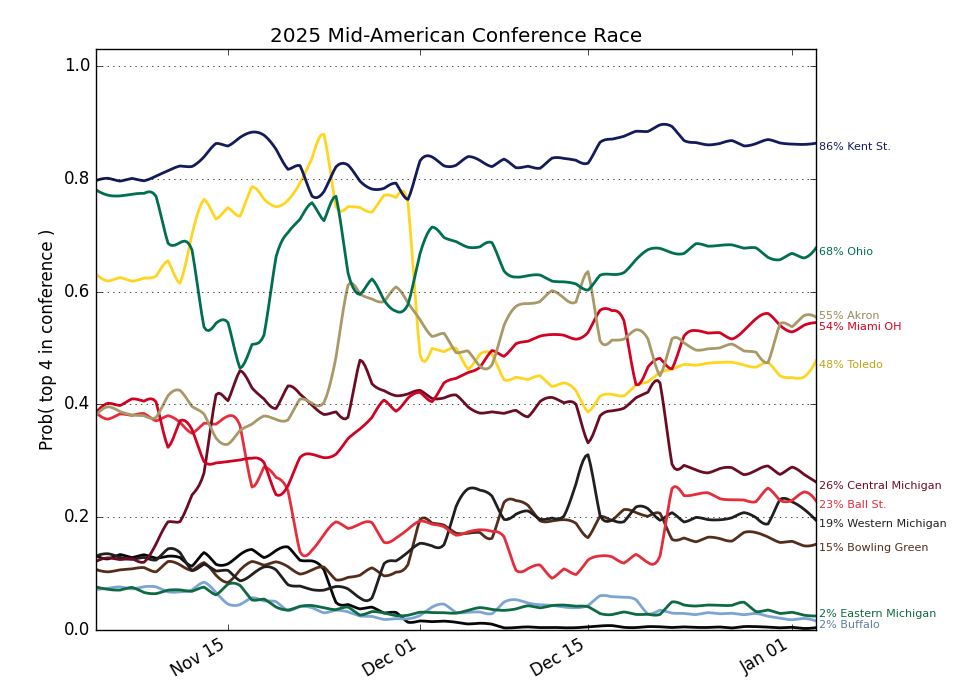 2025 Mid-American Conference Race
Prob( top 4 in conference )
1.0
0.8
0.6
0.4
0.2
0.0
Nov 15
Dec 01
Dec 15
Jan 01
86% Kent St.
68% Ohio
55% Akron
54% Miami OH
48% Toledo
26% Central Michigan
23% Ball St.
19% Western Michigan
15% Bowling Green
2% Eastern Michigan
2% Buffalo